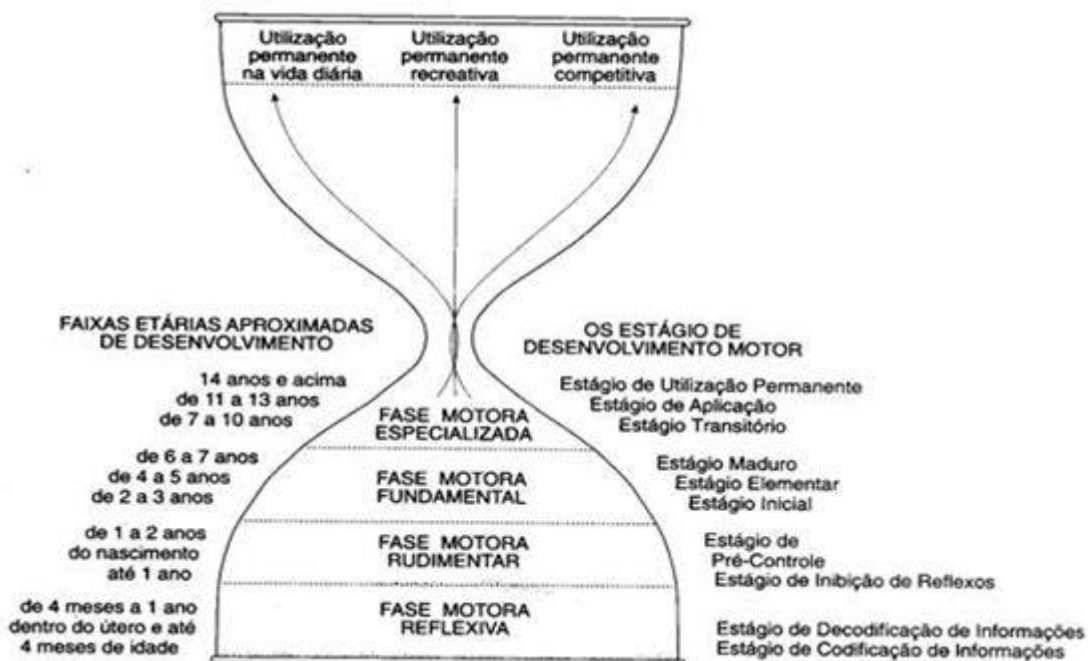 Utilização permanente na vida diária
Utilização permanente recreativa
Utilização permanente competitiva
FAIXAS ETÁRIAS APROXIMADAS
DE DESENVOLVIMENTO
OS ESTÁGIO DE
DESENVOLVIMENTO MOTOR
14 anos e acima
de 11 a 13 anos
de 7 a 10 anos
FASE MOTORA
ESPECIALIZADA
Estágio de Utilização Permanente
Estágio de Aplicação
Estágio Transitório
de 6 a 7 anos
de 4 a 5 anos
de 2 a 3 anos
FASE MOTORA
FUNDAMENTAL
Estágio Maduro
Estágio Elementar
Estágio Inicial
de 1 a 2 anos
do nascimento
até 1 ano
FASE MOTORA
RUDIMENTAR
Estágio de
Pré-Controle
Estágio de Inibição de Reflexos
de 4 meses a 1 ano
dentro do útero e até
4 meses de idade
FASE MOTORA
REFLEXIVA
Estágio de Decodificação de Informações
Estágio de Codificação de Informações